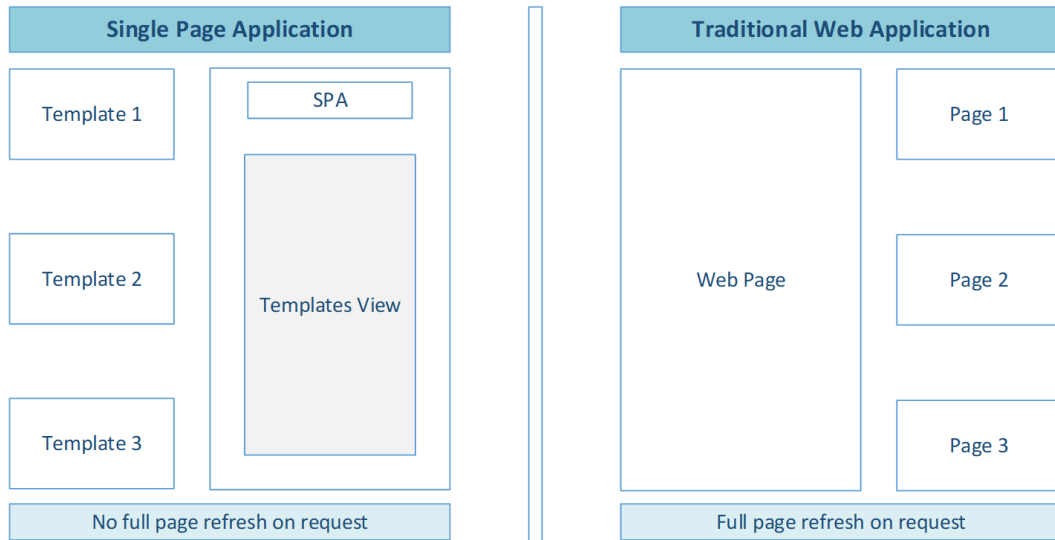 Single Page Application
Template 1
SPA
Template 2
Templates View
Template 3
No full page refresh on request
Traditional Web Application
Page 1
Web Page
Page 2
Page 3
Full page refresh on request